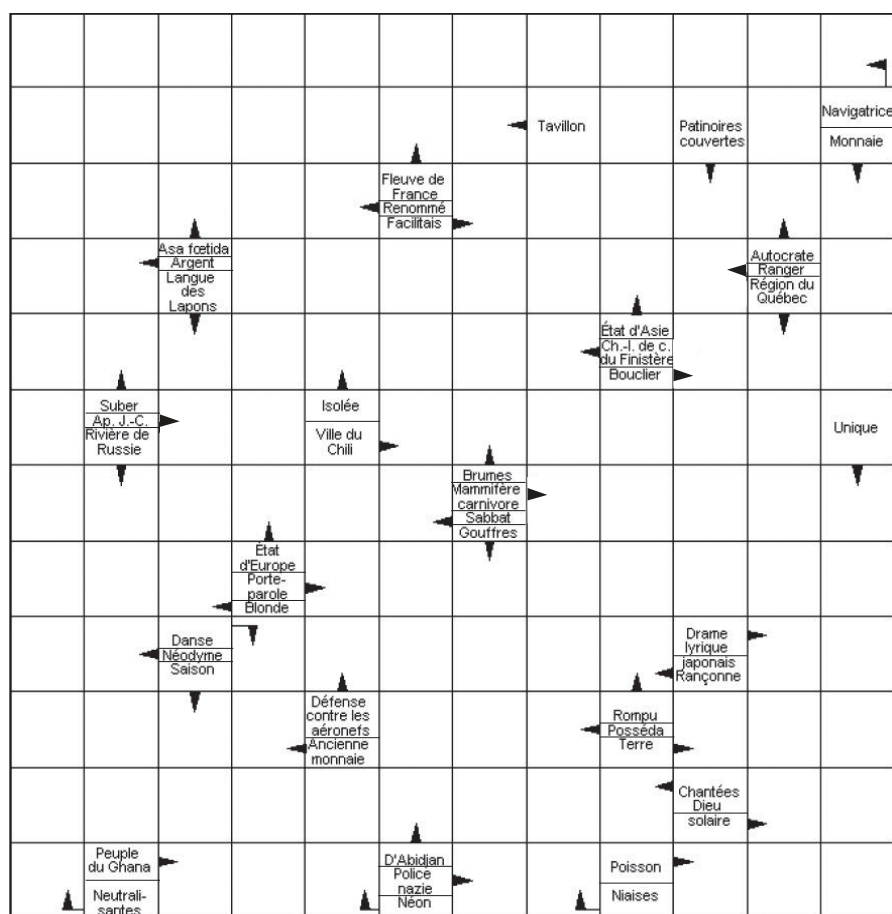 Tavillon
Patinoires
couvertes
Navigatrice
Monnaie
Fleuve de
France
Renommé
Facilitais
Asa fœtida
Argent
Langue
des
Lapons
Autocrate
Ranger
Région du
Québec
État d'Asie
Ch.-l. de c.
du Finistère
Bouclier
Suber
Ap. J.-C.
Rivière de
Russie
Isolée
Ville du
Chili
Unique
Brumes
Mammifère
carnivore
Sabbat
Gouffres
État
d'Europe
Porte-
parole
Blonde
Danse
Néodyme
Saison
Drame
lyrique
japonais
Rançonne
Défense
contre les
aéronefs
Ancienne
monnaie
Rompu
Posséda
Terre
Chantées
Dieu
solaire
Peuple
du Ghana
Neutrali-
santes
D'Abidjan
Police
nazie
Néon
Poisson
Niaises